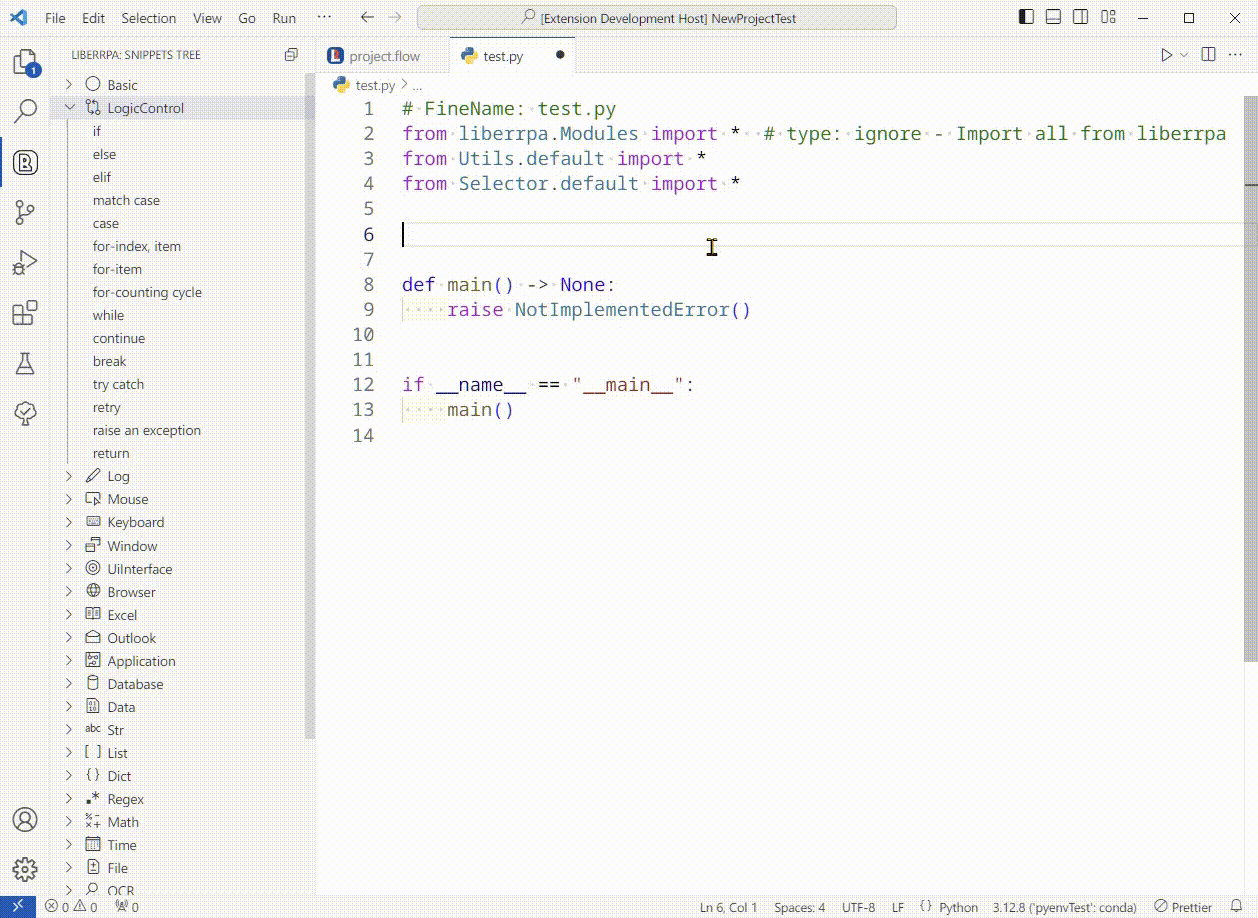 File Edit Selection View Go Run ··· [Extension Development Host] NewProjectTest
LIBERRPA: SNIPPETS TREE
project.flow
test.py
1
Basic
test.py > ...
LogicControl
1 # FineName: test.py
if
2 from liberrpa.Modules import * # type: ignore - Import all from liberrpa
else
3 from Utils.default import *
elif
4 from Selector.default import *
match case
5
case
6
for-index, item
7
for-item
8 def main() -> None:
for-counting cycle
9 raise NotImplementedError()
while
10
continue
11
break
12 if __name__ == "__main__":
try catch
13 main()
retry
14
raise an exception
return
Log
Mouse
Keyboard
Window
UiInterface
Browser
Excel
Outlook
Application
Database
Data
abc Str
[ ] List
{ } Dict
.* Regex
Math
Time
File
OCR
0 0 0 Ln 6, Col 1 Spaces: 4 UTF-8 LF { } Python 3.12.8 ('pyenvTest': conda) Prettier